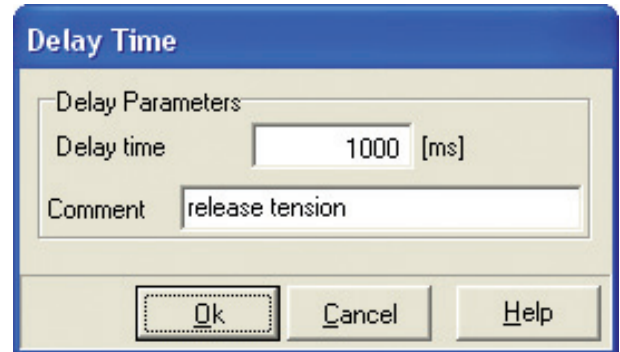 Delay Time
Delay Parameters
Delay time 1000 [ms]
Comment release tension
Ok Cancel Help